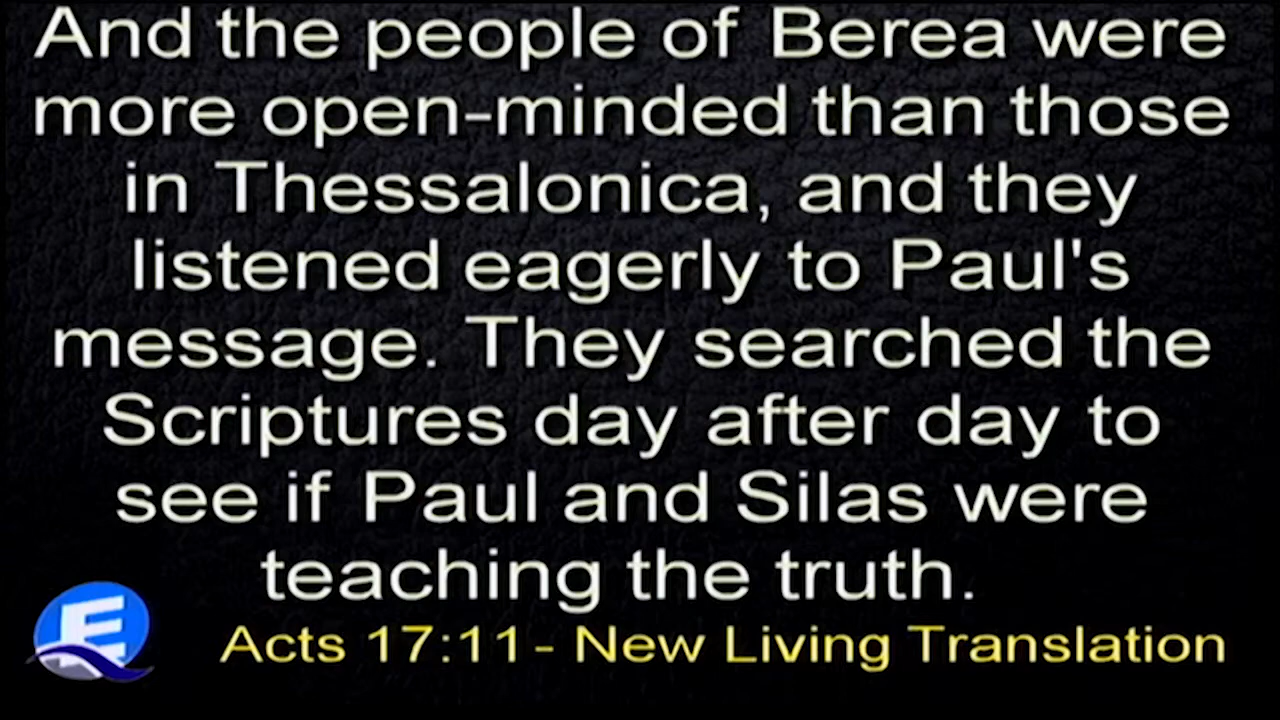 And the people of Berea were
more open-minded than those
in Thessalonica, and they
listened eagerly to Paul's
message. They searched the
Scriptures day after day to
see if Paul and Silas were
teaching the truth.
E
Acts 17:11- New Living Translation